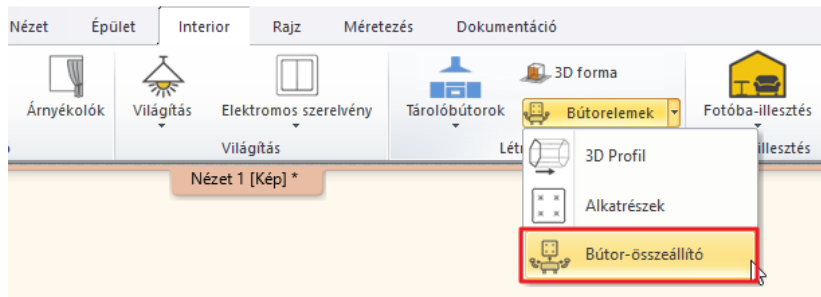 Nézet Épület Interior Rajz Méretezés Dokumentáció
3D forma
Árnyékolók Világítás Elektromos szerelvény Tárolóbútorok Bútorelemek Fotóba-illesztés
Világítás Lét illesztés
Nézet 1 [Kép] *
3D Profil
Alkatrészek
Bútor-összeállító